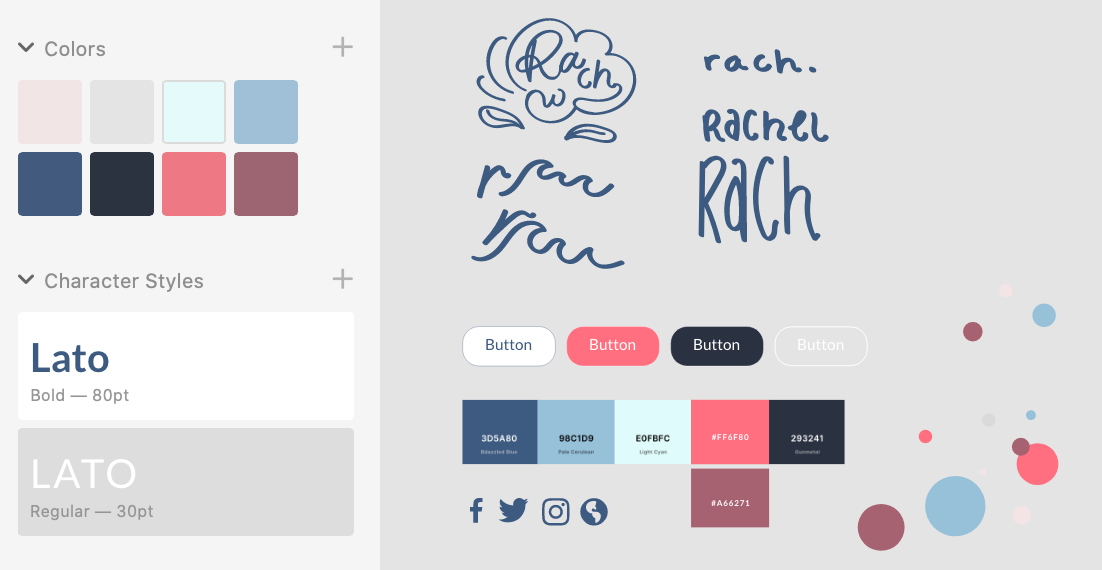 Colors
Character Styles
Lato
Bold — 80pt
LATO
Regular — 30pt
Rach
w
rach.
Rachel
Rach
Button
Button
Button
Button
3D5A80
Bdazzled Blue
98C1D9
Pale Cerulean
E0FBFC
Light Cyan
#FF6F80
293241
Gunmetal
#A66271